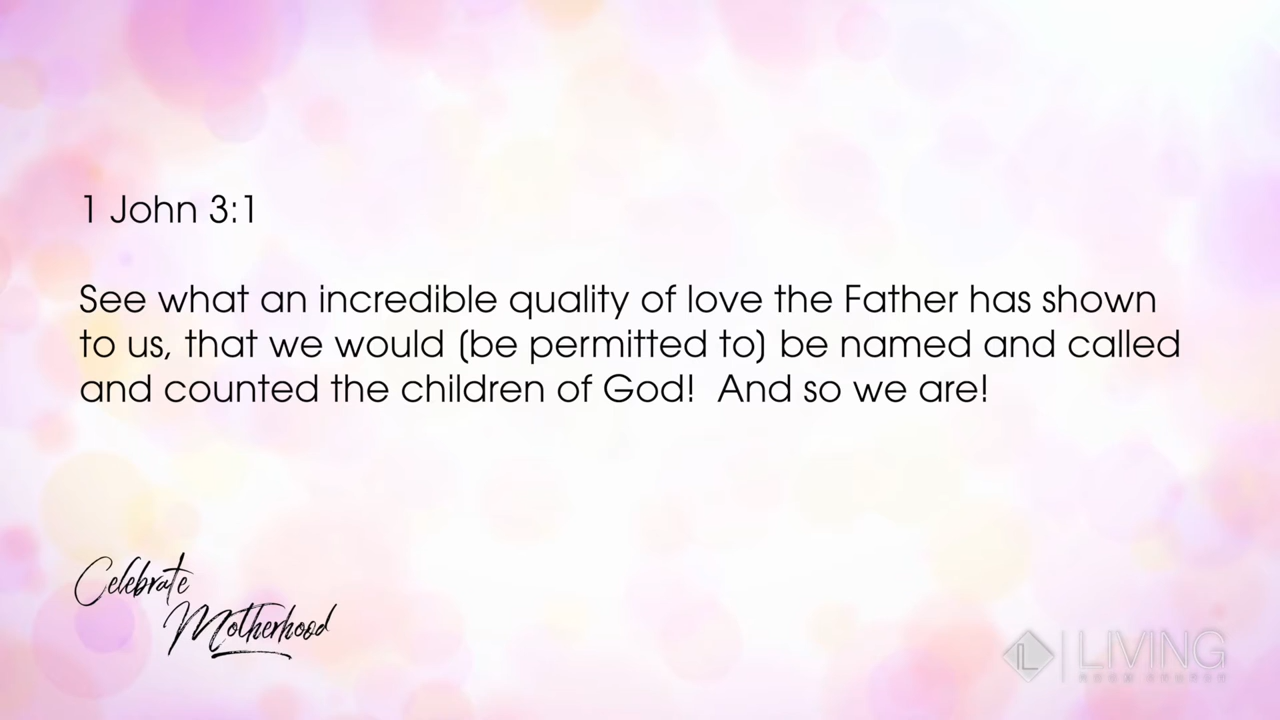 1 John 3:1
See what an incredible quality of love the Father has shown
to us, that we would (be permitted to) be named and called
and counted the children of God!  And so we are!
Celebrate
Motherhood
LIVING
ROOM CHURCH